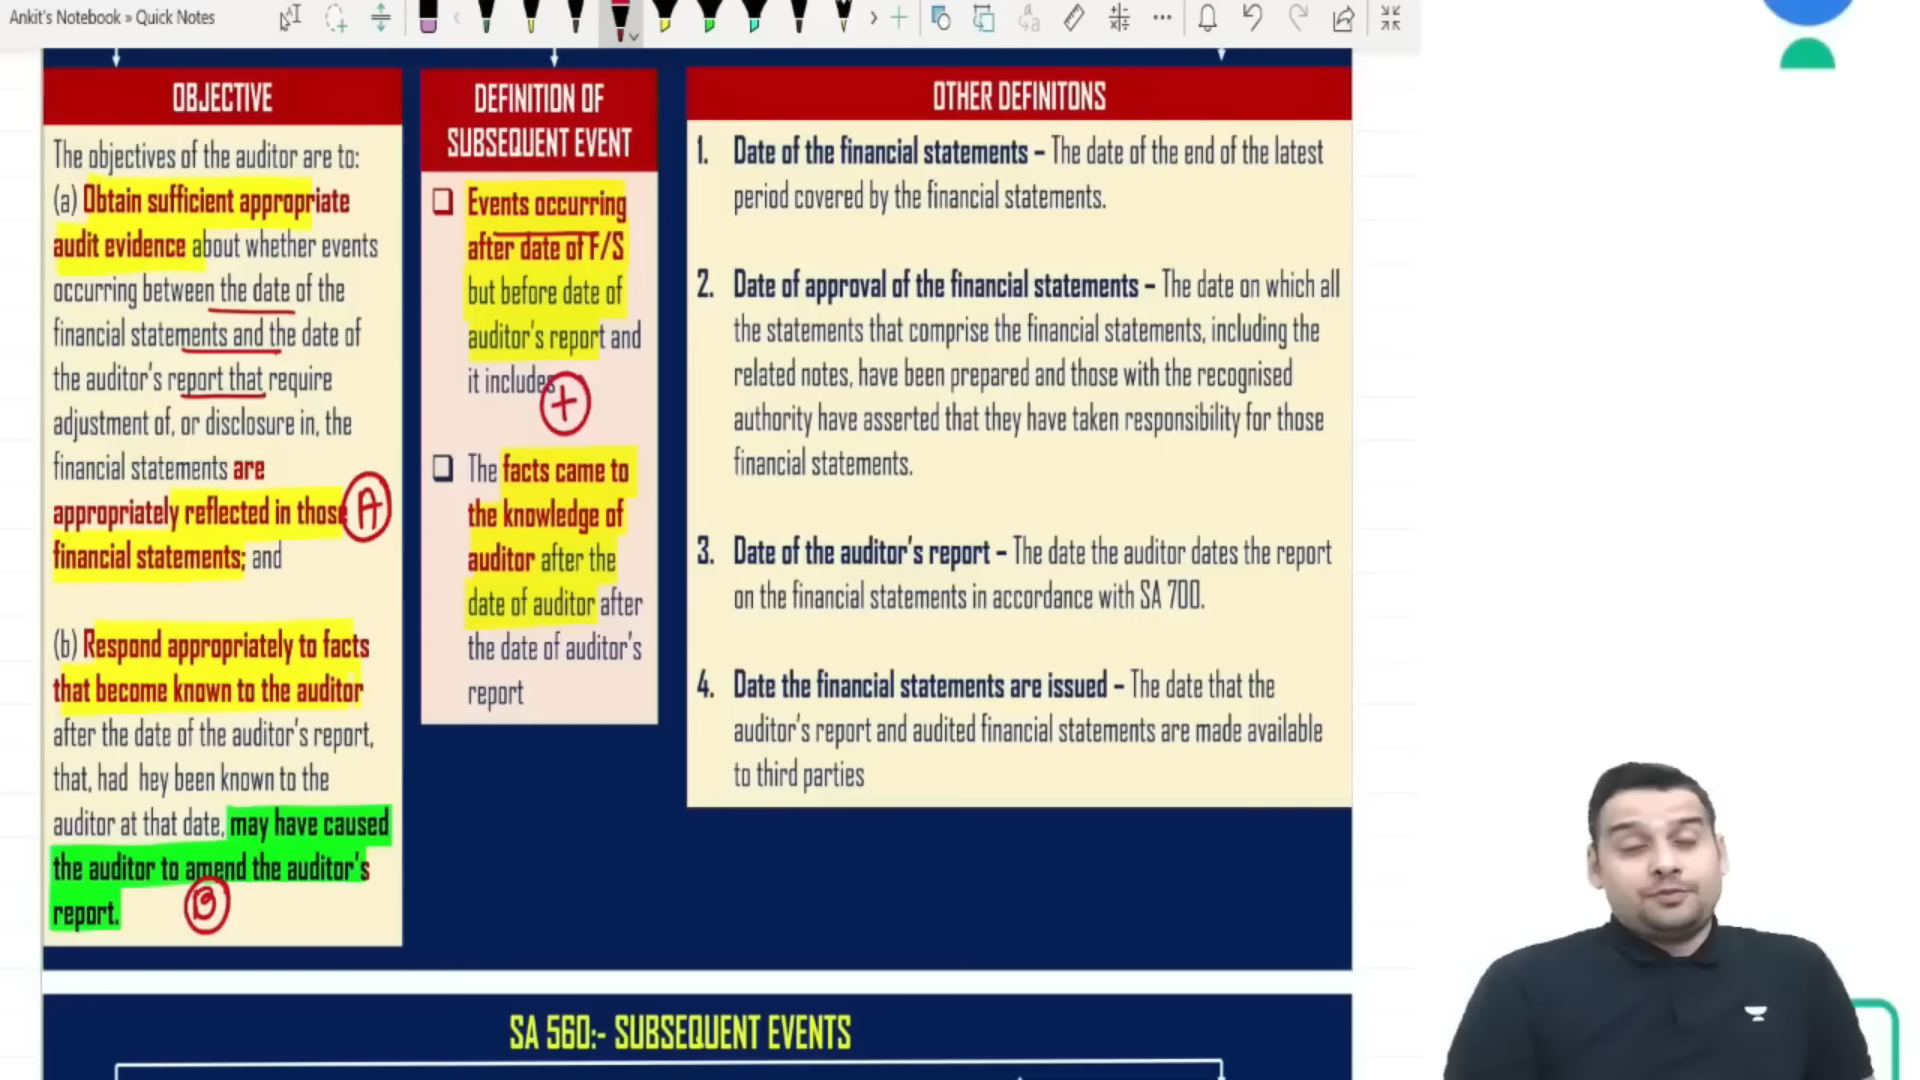 Ankit's Notebook » Quick Notes
OBJECTIVE
The objectives of the auditor are to:
(a) Obtain sufficient appropriate
audit evidence about whether events
occurring between the date of the
financial statements and the date of
the auditor's report that require
adjustment of, or disclosure in, the
financial statements are
appropriately reflected in those
financial statements; and
A
(b) Respond appropriately to facts
that become known to the auditor
after the date of the auditor's report,
that, had hey been known to the
auditor at that date, may have caused
the auditor to amend the auditor's
report.
B
DEFINITION OF
SUBSEQUENT EVENT
Events occurring
after date of F/S
but before date of
auditor's report and
it includes
+
The facts came to
the knowledge of
auditor after the
date of auditor after
the date of auditor's
report
OTHER DEFINITONS
1. Date of the financial statements – The date of the end of the latest
period covered by the financial statements.
2. Date of approval of the financial statements – The date on which all
the statements that comprise the financial statements, including the
related notes, have been prepared and those with the recognised
authority have asserted that they have taken responsibility for those
financial statements.
3. Date of the auditor's report – The date the auditor dates the report
on the financial statements in accordance with SA 700.
4. Date the financial statements are issued – The date that the
auditor's report and audited financial statements are made available
to third parties
SA 560:- SUBSEQUENT EVENTS